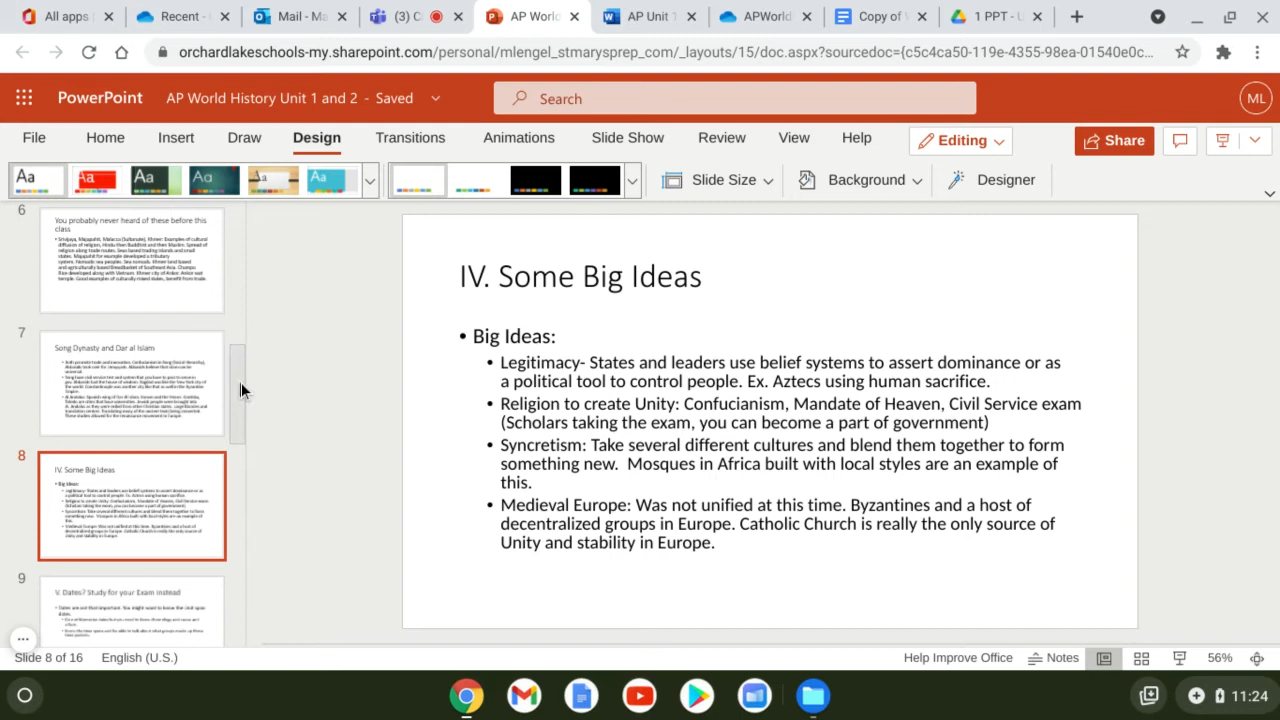 All apps
Recent -
Mail - Ma
(3) C
AP World
AP Unit 1
APWorld
Copy of
1 PPT - U
orchardlakeschools-my.sharepoint.com/personal/mlengel_stmarysprep_com/_layouts/15/doc.aspx?sourcedoc={c5c4ca50-119e-4355-98ea-01540e0c...
PowerPoint AP World History Unit 1 and 2 - Saved Search ML
File Home Insert Draw Design Transitions Animations Slide Show Review View Help Editing Share
Aa Aa Aa Aa Aa Aa Slide Size Background Designer
6
You probably never heard of these before this
class
7
Song Dynasty and Dar al Islam
8
IV. Some Big Ideas
Big Ideas:
9
V. Dates? Study for your Exam instead
IV. Some Big Ideas
• Big Ideas:
• Legitimacy: States and leaders use belief systems to assert dominance or as
a political tool to control people. Ex. Aztecs using human sacrifice.
• Religion to create Unity: Confucianism, Mandate of Heaven, Civil Service exam
(Scholars taking the exam, you can become a part of government)
• Syncretism: Take several different cultures and blend them together to form
something new. Mosques in Africa built with local styles are an example of
this.
• Medieval Europe: Was not unified at this time. Byzantines and a host of
decentralized groups in Europe. Catholic Church is really the only source of
Unity and stability in Europe.
Slide 8 of 16 English (U.S.) Help Improve Office Notes 56%
11:24